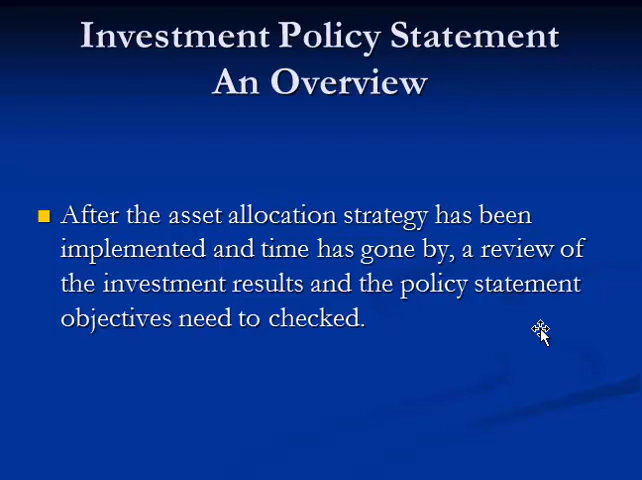 Investment Policy Statement
An Overview
After the asset allocation strategy has been
implemented and time has gone by, a review of
the investment results and the policy statement
objectives need to checked.